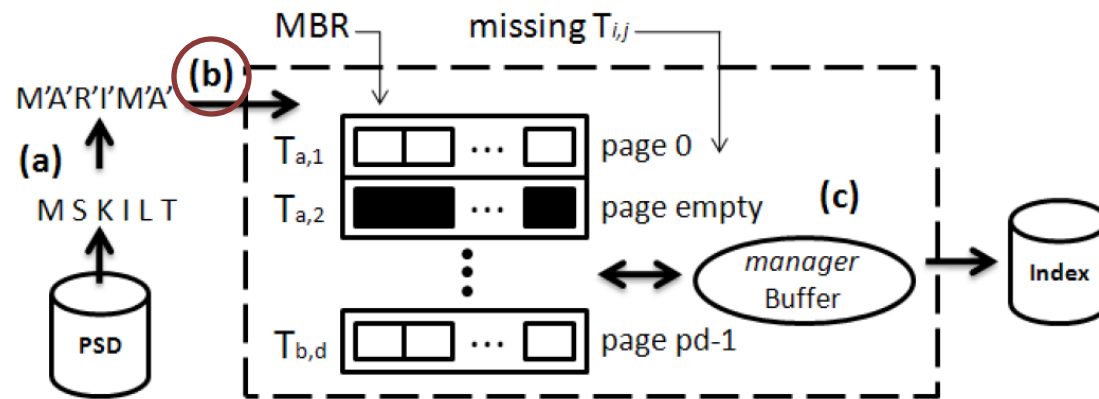 MBR
missing Ti,j
(b)
M'A'R'I'M'A'
(a)
Ta,1
...
page 0
M S K I L T
Ta,2
...
page empty
(c)
manager
Buffer
Index
PSD
Tb,d
...
page pd-1